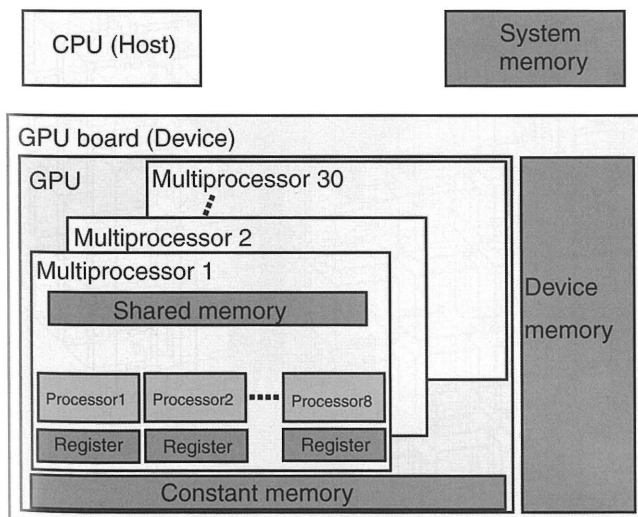 CPU (Host)
System
memory
GPU board (Device)
GPU
Multiprocessor 30
Multiprocessor 2
Multiprocessor 1
Shared memory
Device
memory
Processor1
Processor2
Processor8
Register
Register
Register
Constant memory